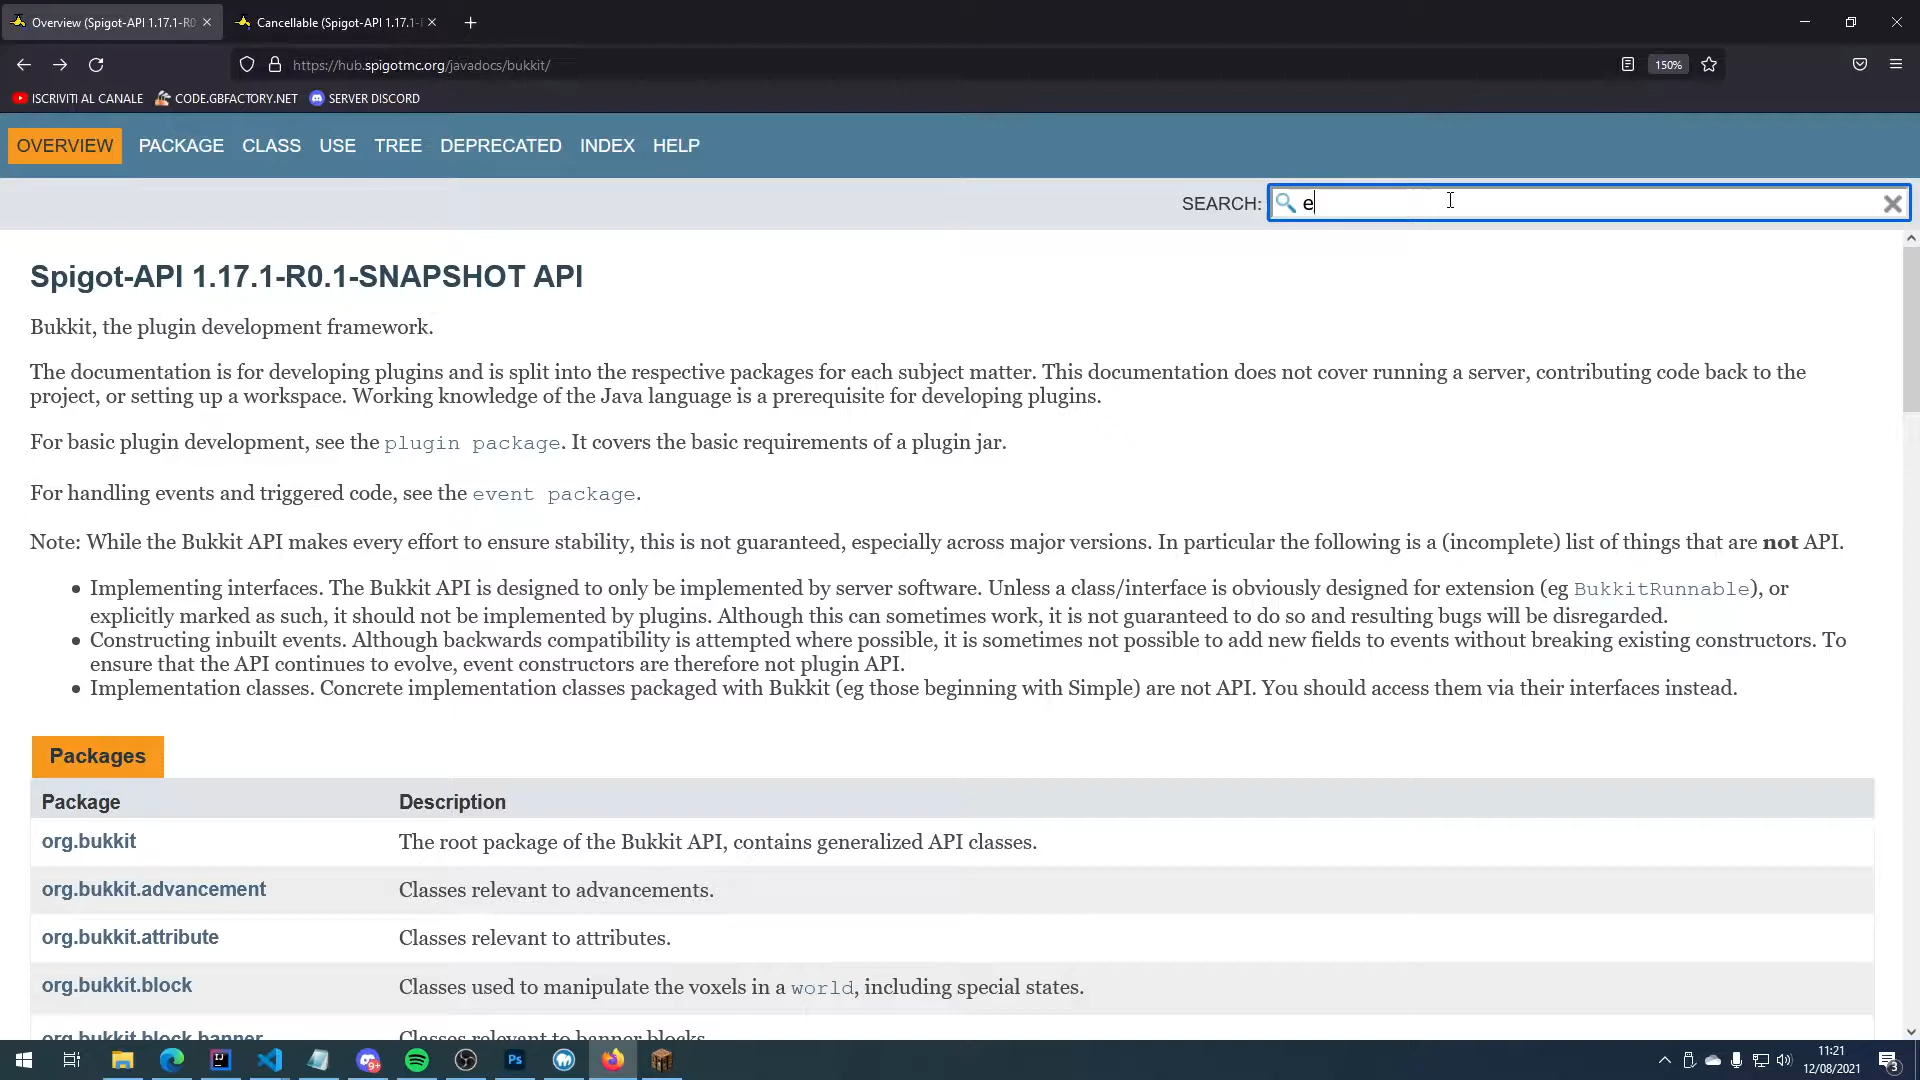 Overview (Spigot-API 1.17.1-R0
Cancellable (Spigot-API 1.17.1-
https://hub.spigotmc.org/javadocs/bukkit/
150%
ISCRIVITI AL CANALE
CODE.GBFACTORY.NET
SERVER DISCORD
OVERVIEW PACKAGE CLASS USE TREE DEPRECATED INDEX HELP
SEARCH: e
Spigot-API 1.17.1-R0.1-SNAPSHOT API
Bukkit, the plugin development framework.
The documentation is for developing plugins and is split into the respective packages for each subject matter. This documentation does not cover running a server, contributing code back to the
project, or setting up a workspace. Working knowledge of the Java language is a prerequisite for developing plugins.
For basic plugin development, see the plugin package. It covers the basic requirements of a plugin jar.
For handling events and triggered code, see the event package.
Note: While the Bukkit API makes every effort to ensure stability, this is not guaranteed, especially across major versions. In particular the following is a (incomplete) list of things that are not API.
• Implementing interfaces. The Bukkit API is designed to only be implemented by server software. Unless a class/interface is obviously designed for extension (eg BukkitRunnable), or
explicitly marked as such, it should not be implemented by plugins. Although this can sometimes work, it is not guaranteed to do so and resulting bugs will be disregarded.
• Constructing inbuilt events. Although backwards compatibility is attempted where possible, it is sometimes not possible to add new fields to events without breaking existing constructors. To
ensure that the API continues to evolve, event constructors are therefore not plugin API.
• Implementation classes. Concrete implementation classes packaged with Bukkit (eg those beginning with Simple) are not API. You should access them via their interfaces instead.
Packages
Package Description
org.bukkit The root package of the Bukkit API, contains generalized API classes.
org.bukkit.advancement Classes relevant to advancements.
org.bukkit.attribute Classes relevant to attributes.
org.bukkit.block Classes used to manipulate the voxels in a world, including special states.
org.bukkit.block.banner Classes relevant to banner blocks.
9+
Ps
11:21
12/08/2021
3